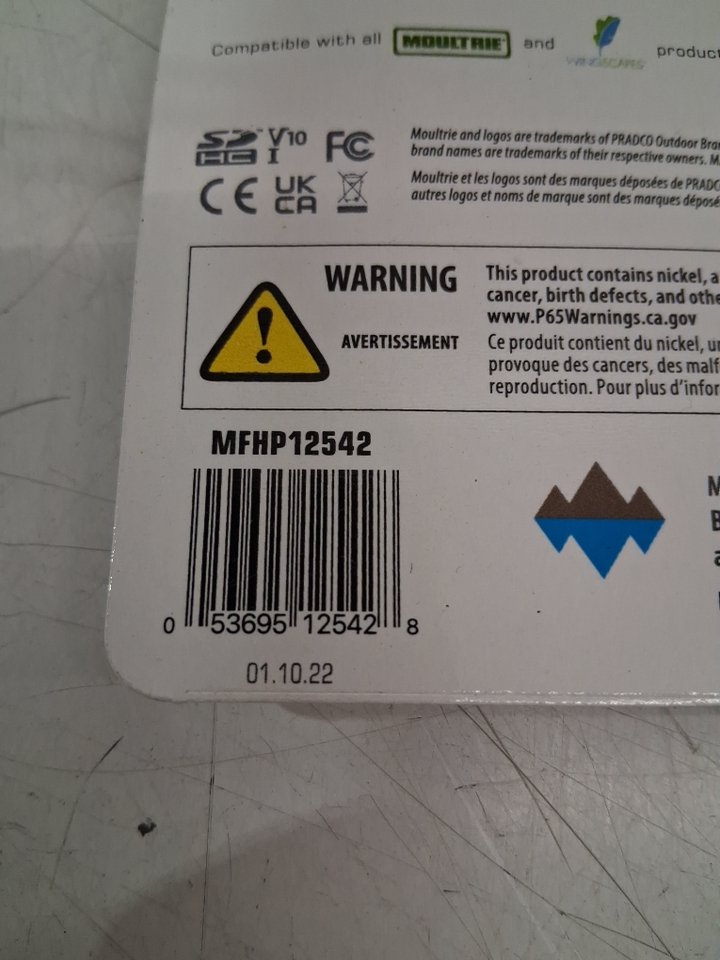 Compatible with all MOULTRIE and WINGSCAPES product
SD HC V10 I FC
CE UK CA
Moultrie and logos are trademarks of PRADCO Outdoor Bra
brand names are trademarks of their respective owners. M
Moultrie et les logos sont des marques déposées de PRADC
autres logos et noms de marque sont des marques déposé
WARNING
This product contains nickel, a
cancer, birth defects, and othe
www.P65Warnings.ca.gov
AVERTISSEMENT
Ce produit contient du nickel, un
provoque des cancers, des malf
reproduction. Pour plus d'infor
MFHP12542
0 53695 12542 8
01.10.22
M
B
a